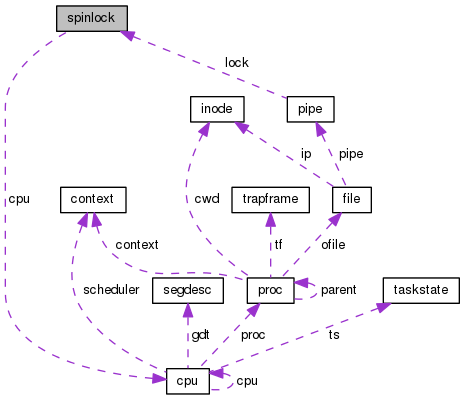 spinlock
lock
inode
pipe
ip
pipe
cpu
cwd
context
trapframe
file
context
tf
ofile
scheduler
segdesc
proc
parent
taskstate
gdt
proc
ts
cpu
cpu